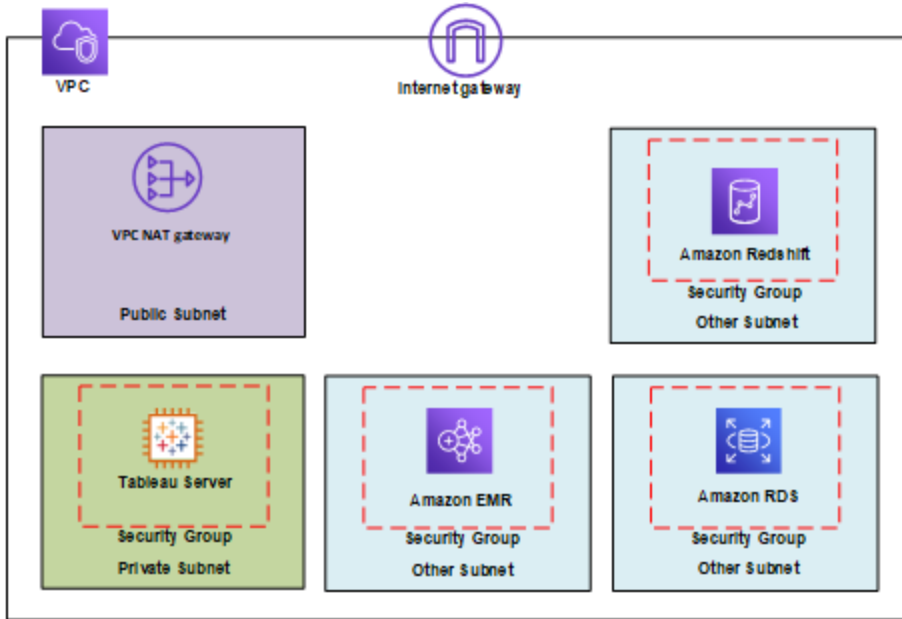 VPC
Internet gateway
VPC NAT gateway
Public Subnet
Amazon Redshift
Security Group
Other Subnet
Tableau Server
Security Group
Private Subnet
Amazon EMR
Security Group
Other Subnet
Amazon RDS
Security Group
Other Subnet